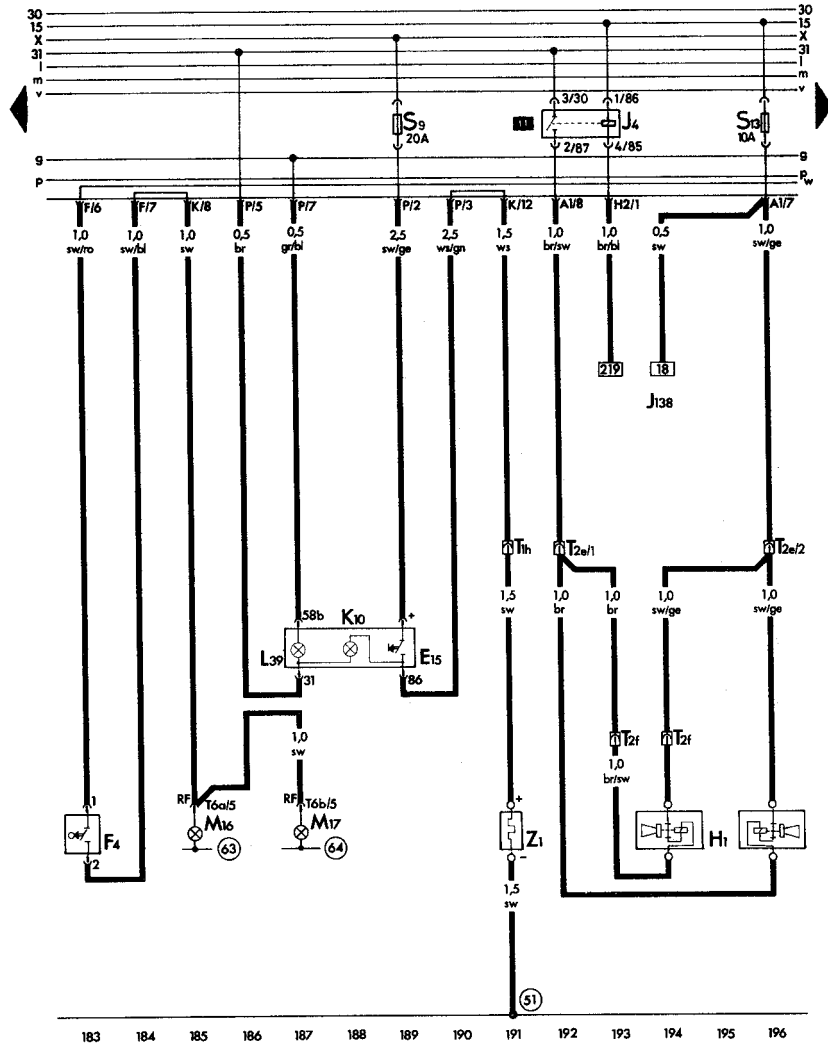 30 30
15 15
X X
31 31
l l
m m
v v
3/30 1/86
S9 11 J4 S13
20A 10A
2/87 4/85
g g
p p
w
F/6 F/7 K/8 P/5 P/7 P/2 P/3 K/12 A1/8 H2/1 A1/7
1,0 1,0 1,0 0,5 0,5 2,5 2,5 1,5 1,0 1,0 0,5 1,0
sw/ro sw/bl sw br gr/bl sw/ge ws/gn ws br/sw br/bl sw sw/ge
219 18
J138
T1h T2e/1 T2e/2
1,5 1,0 1,0 1,0 1,0
sw br br sw/ge sw/ge
58b K10 +
L39 E15
31 86
1,0
sw
T2f T2f
1,0
br/sw
1 RF T6a/5 RF T6b/5 +
M16 M17
F4 Z1 H1
63 64
2 –
1,5
sw
51
183 184 185 186 187 188 189 190 191 192 193 194 195 196